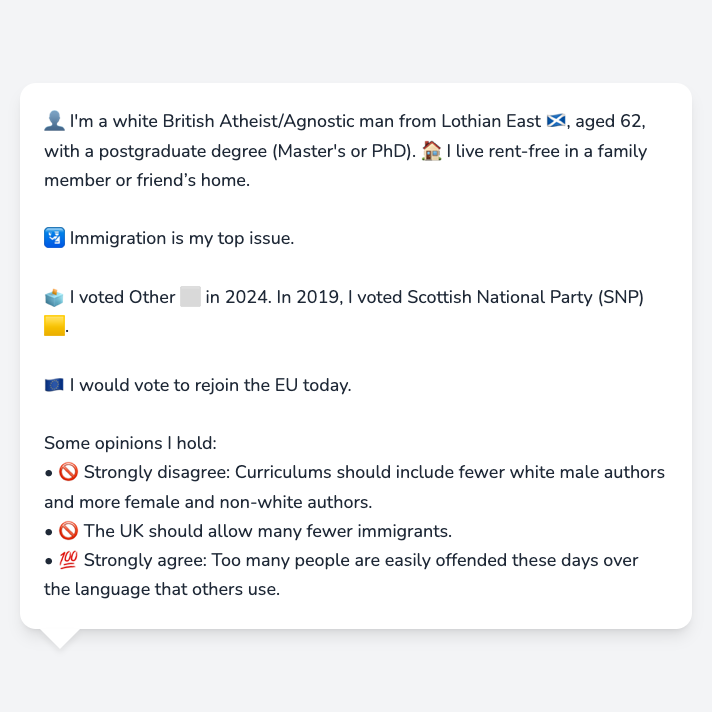 👤 I'm a white British Atheist/Agnostic man from Lothian East 🏴󠁧󠁢󠁳󠁣󠁴󠁿, aged 62,
with a postgraduate degree (Master's or PhD). 🏠 I live rent-free in a family
member or friend’s home.
🛂 Immigration is my top issue.
🗳️ I voted Other ⬜ in 2024. In 2019, I voted Scottish National Party (SNP)
🟨.
🇪🇺 I would vote to rejoin the EU today.
Some opinions I hold:
• 🚫 Strongly disagree: Curriculums should include fewer white male authors
and more female and non-white authors.
• 🚫 The UK should allow many fewer immigrants.
• 💯 Strongly agree: Too many people are easily offended these days over
the language that others use.